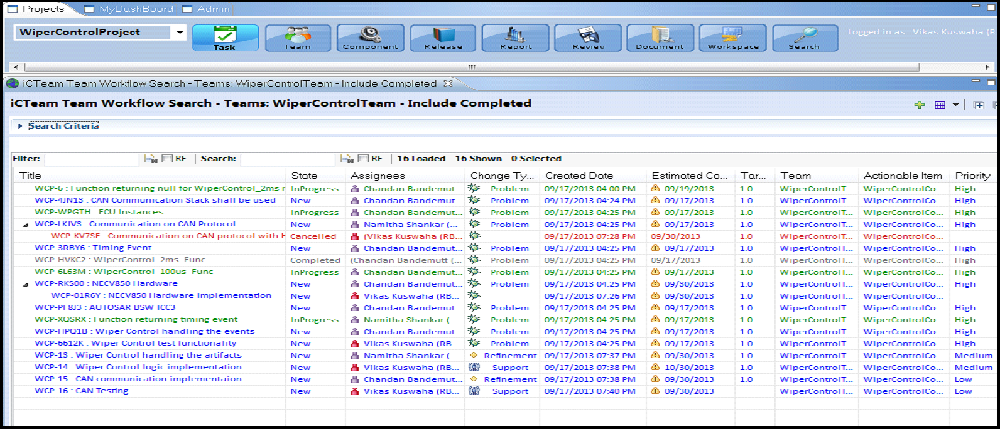 Projects MyDashBoard Admin
WiperControlProject Task Team Component Release Report Review Document Workspace Search Logged in as : Vikas Kuswaha (R
iCTeam Team Workflow Search - Teams: WiperControlTeam - Include Completed
iCTeam Team Workflow Search - Teams: WiperControlTeam - Include Completed
Search Criteria
Filter: RE Search: RE 16 Loaded - 16 Shown - 0 Selected -
Title State Assignees Change Ty... Created Date Estimated Co... Tar... Team Actionable Item Priority
WCP-6 : Function returning null for WiperControl_2ms r InProgress Chandan Bandemut... Problem 09/17/2013 04:00 PM 09/19/2013 1.0 WiperControlT... WiperControlCo... High
WCP-4JN13 : CAN Communication Stack shall be used New Chandan Bandemut... Problem 09/17/2013 04:24 PM 09/17/2013 1.0 WiperControlT... WiperControlCo... High
WCP-WPGTH : ECU Instances InProgress Chandan Bandemut... Problem 09/17/2013 04:25 PM 09/17/2013 1.0 WiperControlT... WiperControlCo... High
WCP-LKJV3 : Communication on CAN Protocol New Namitha Shankar (... Problem 09/17/2013 04:25 PM 09/17/2013 1.0 WiperControlT... WiperControlCo... High
WCP-KV7SF : Communication on CAN protocol with H Cancelled (Vikas Kuswaha (RB... 09/17/2013 07:28 PM 09/30/2013 1.0 WiperControlT... WiperControlCo...
WCP-3RBY6 : Timing Event New Chandan Bandemut... Problem 09/17/2013 04:25 PM 09/17/2013 1.0 WiperControlT... WiperControlCo... High
WCP-HVKC2 : WiperControl_2ms_Func Completed (Chandan Bandemutt (... Problem 09/17/2013 04:25 PM 09/17/2013 1.0 WiperControlT... WiperControlCo... High
WCP-6L63M : WiperControl_100us_Func InProgress Chandan Bandemut... Problem 09/17/2013 04:25 PM 09/17/2013 1.0 WiperControlT... WiperControlCo... High
WCP-RKS00 : NECV850 Hardware New Chandan Bandemut... Problem 09/17/2013 04:25 PM 09/30/2013 1.0 WiperControlT... WiperControlCo... High
WCP-01R6Y : NECV850 Hardware Implementation New Vikas Kuswaha (RB... 09/17/2013 07:26 PM 09/30/2013 WiperControlT... WiperControlCo...
WCP-PF8J3 : AUTOSAR BSW ICC3 New Chandan Bandemut... Problem 09/17/2013 04:25 PM 09/17/2013 1.0 WiperControlT... WiperControlCo... High
WCP-XQSRX : Function returning timing event InProgress Namitha Shankar (... Problem 09/17/2013 04:25 PM 09/17/2013 1.0 WiperControlT... WiperControlCo... High
WCP-HPQ1B : Wiper Control handling the events New Chandan Bandemut... Problem 09/17/2013 04:25 PM 09/17/2013 1.0 WiperControlT... WiperControlCo... High
WCP-6612K : Wiper Control test functionality New Vikas Kuswaha (RB... Problem 09/17/2013 04:25 PM 09/17/2013 1.0 WiperControlT... WiperControlCo... High
WCP-13 : Wiper Control handling the artifacts New Namitha Shankar (... Refinement 09/17/2013 07:37 PM 09/30/2013 1.0 WiperControlT... WiperControlCo... Medium
WCP-14 : Wiper Control logic implementation New Vikas Kuswaha (RB... Support 09/17/2013 07:38 PM 10/30/2013 1.0 WiperControlT... WiperControlCo... Medium
WCP-15 : CAN communication implementaion New Chandan Bandemut... Refinement 09/17/2013 07:38 PM 09/30/2013 1.0 WiperControlT... WiperControlCo... Low
WCP-16 : CAN Testing New Vikas Kuswaha (RB... Support 09/17/2013 07:40 PM 09/30/2013 WiperControlT... WiperControlCo... Low